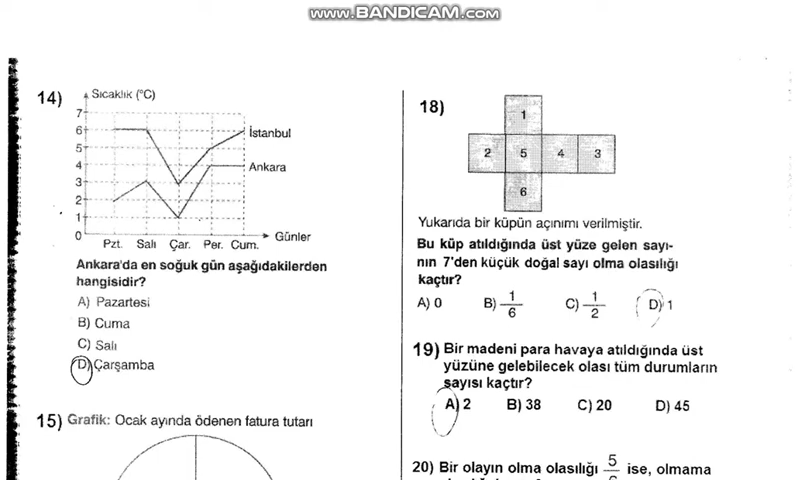 www.BANDICAM.com
14)
Sıcaklık (°C)
7
6
5
4
3
2
1
0
İstanbul
Ankara
Pzt. Salı Çar. Per. Cum.
Günler
Ankara'da en soğuk gün aşağıdakilerden
hangisidir?
A) Pazartesi
B) Cuma
C) Salı
D) Çarşamba
15) Grafik: Ocak ayında ödenen fatura tutarı
18)
1
2 5 4 3
6
Yukarıda bir küpün açınımı verilmiştir.
Bu küp atıldığında üst yüze gelen sayı-
nın 7'den küçük doğal sayı olma olasılığı
kaçtır?
A) 0 B) 1/6 C) 1/2 D) 1
19) Bir madeni para havaya atıldığında üst
yüzüne gelebilecek olası tüm durumların
sayısı kaçtır?
A) 2 B) 38 C) 20 D) 45
20) Bir olayın olma olasılığı 5/6 ise, olmama